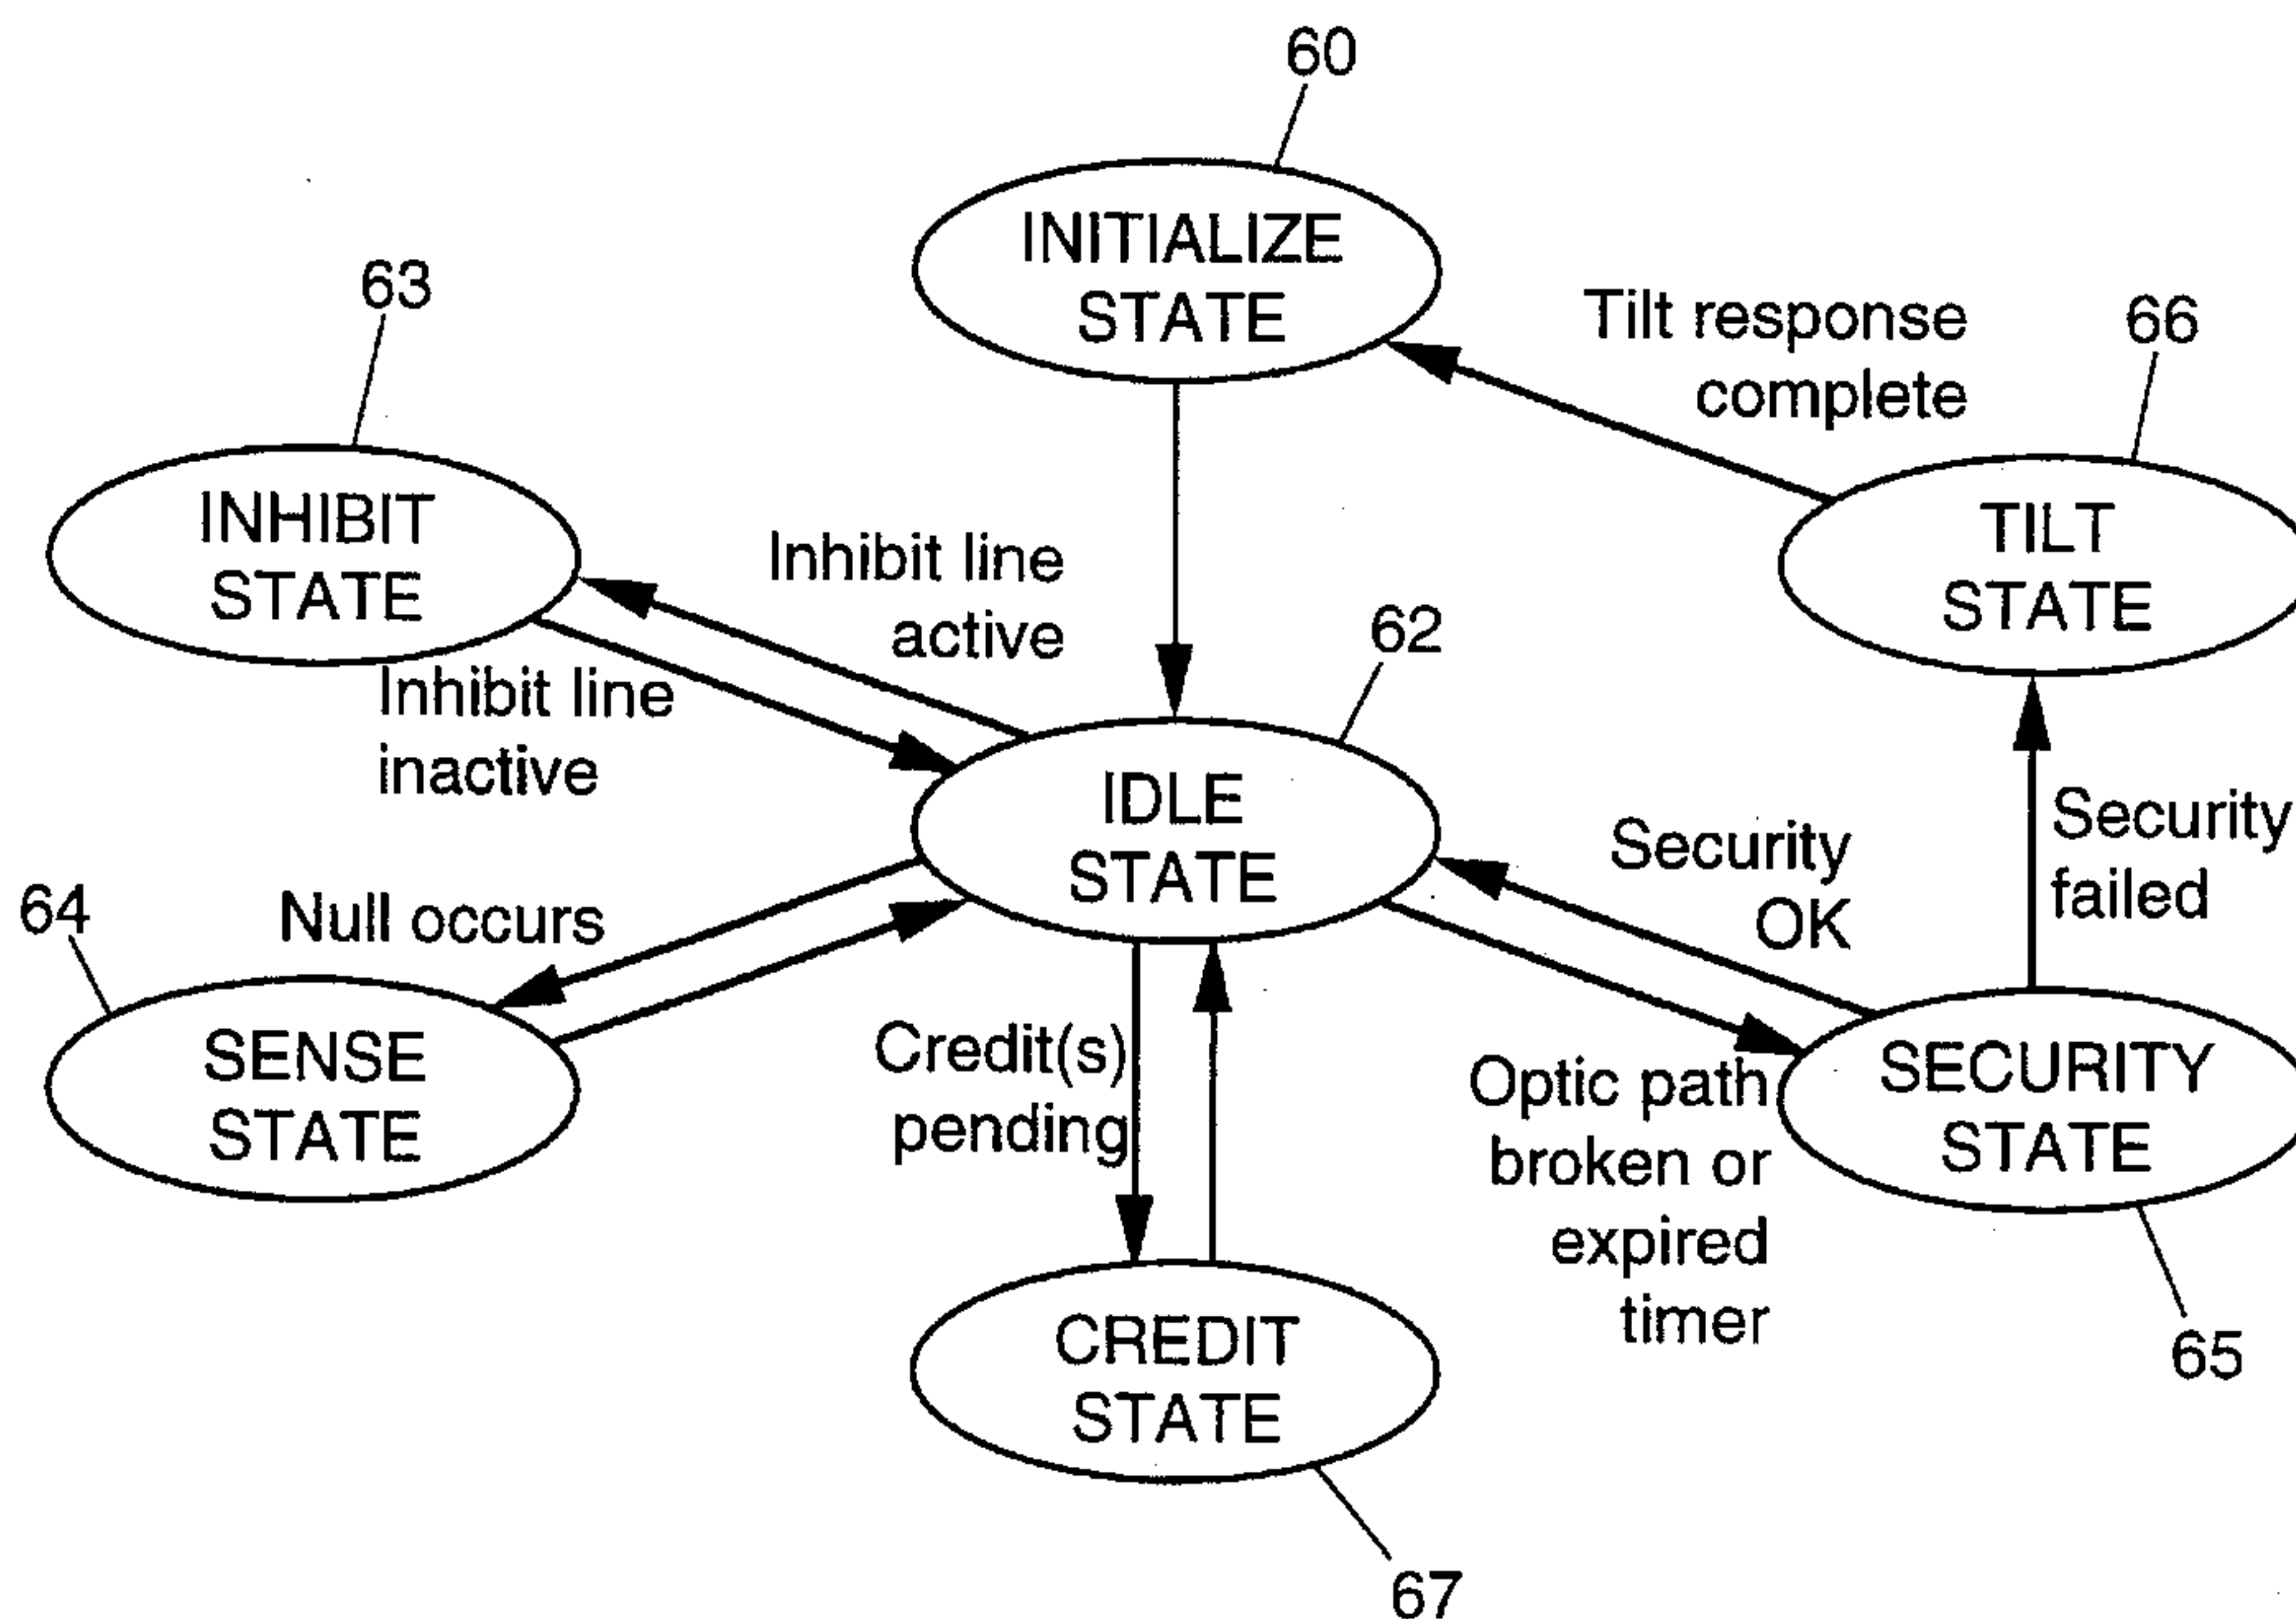 60
INITIALIZE
STATE
63
INHIBIT
STATE
Tilt response
complete
66
TILT
STATE
Inhibit line
active
Inhibit line
inactive
62
IDLE
STATE
Security
failed
Security
OK
64
Null occurs
SENSE
STATE
Credit(s)
pending
Optic path
broken or
expired
timer
SECURITY
STATE
65
CREDIT
STATE
67